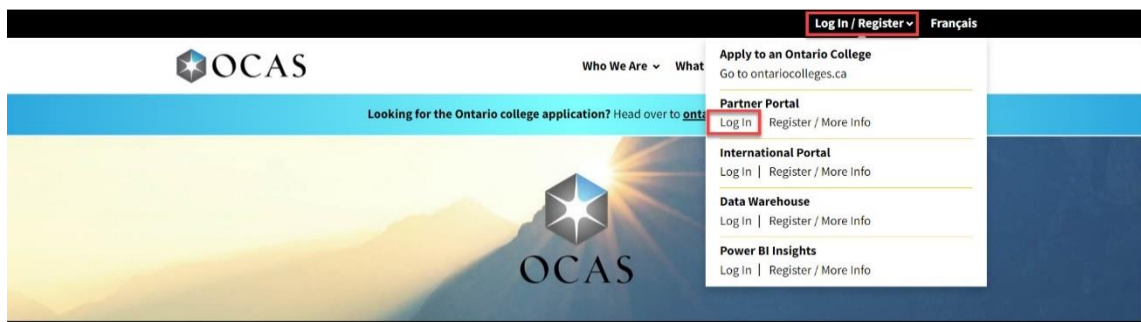 Log In / Register Français
OCAS
Who We Are What
Apply to an Ontario College
Go to ontariocolleges.ca
Looking for the Ontario college application? Head over to
Partner Portal
Log In | Register / More Info
International Portal
Log In | Register / More Info
Data Warehouse
Log In | Register / More Info
Power BI Insights
Log In | Register / More Info
OCAS